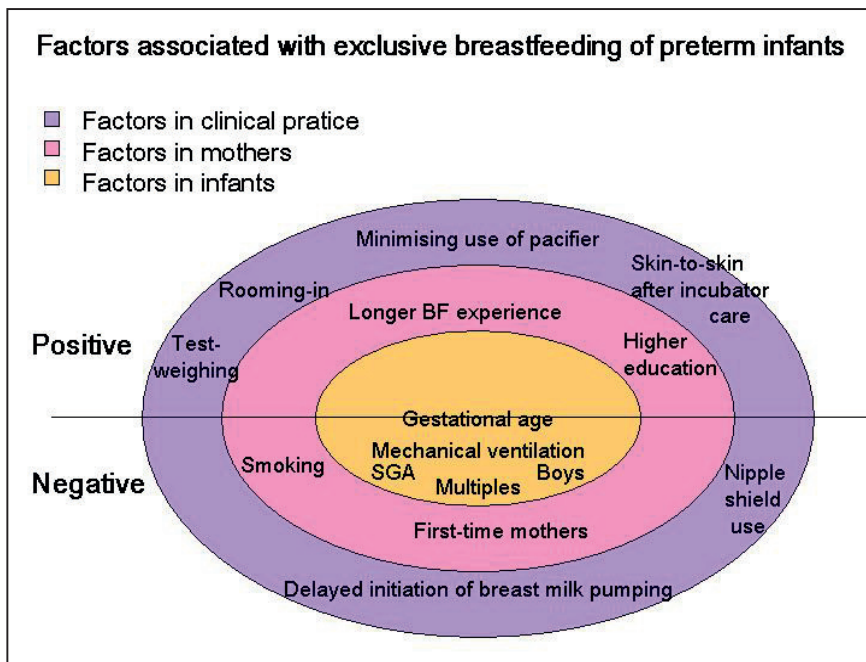 Factors associated with exclusive breastfeeding of preterm infants
Factors in clinical pratice
Factors in mothers
Factors in infants
Minimising use of pacifier
Skin-to-skin
after incubator
care
Rooming-in
Longer BF experience
Positive
Test-
weighing
Higher
education
Gestational age
Mechanical ventilation
SGA
Boys
Multiples
Smoking
Negative
Nipple
shield
use
First-time mothers
Delayed initiation of breast milk pumping